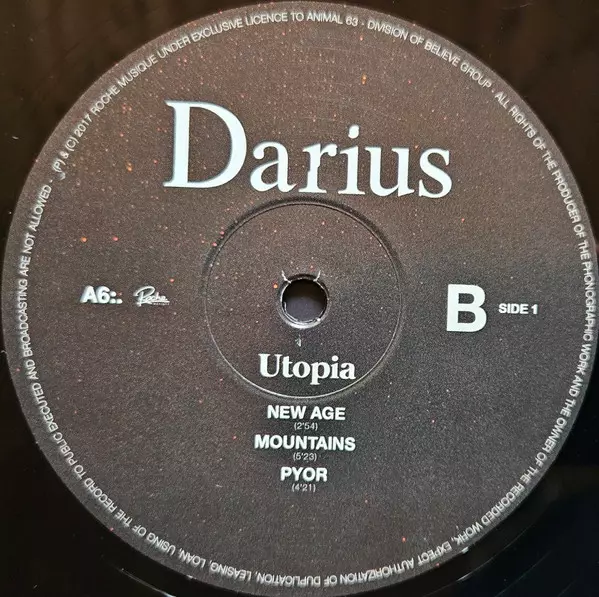 (P) & (C) 2017 ROCHE MUSIQUE UNDER EXCLUSIVE LICENCE TO ANIMAL 63 - DIVISION OF BELIEVE GROUP - ALL RIGHTS OF THE PRODUCER OF THE PHONOGRAPHIC WORK AND THE OWNER OF THE RECORDED WORK, EXPECT AUTHORIZATION OF DUPLICATION, LEASING, LOAN, USING OF THE RECORD TO PUBLIC EXECUTED AND BROADCASTING ARE NOT ALLOWED -
Darius
A6:. Roche
B SIDE 1
Utopia
NEW AGE
(2'54)
MOUNTAINS
(5'23)
PYOR
(4'21)